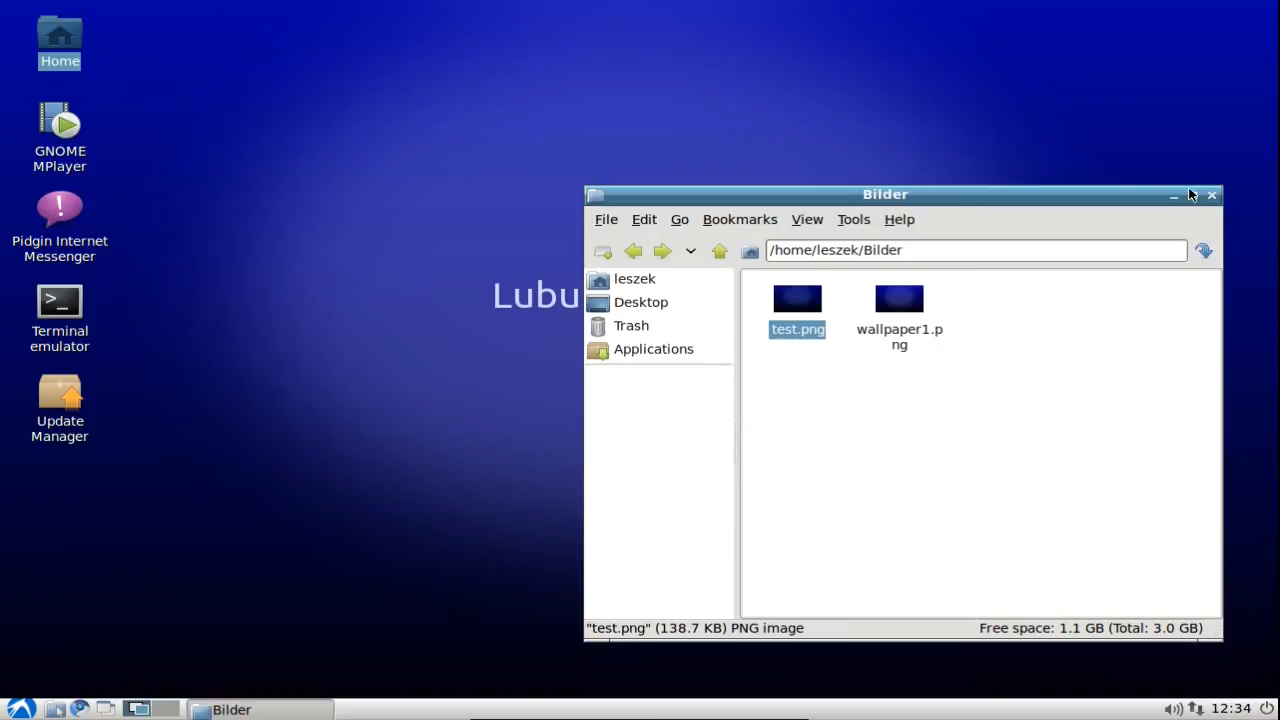 Home
GNOME
MPlayer
Pidgin Internet
Messenger
Terminal
emulator
Update
Manager
Lubu
Bilder
File Edit Go Bookmarks View Tools Help
/home/leszek/Bilder
leszek
Desktop
Trash
Applications
test.png
wallpaper1.p
ng
"test.png" (138.7 KB) PNG image
Free space: 1.1 GB (Total: 3.0 GB)
Bilder
12:34